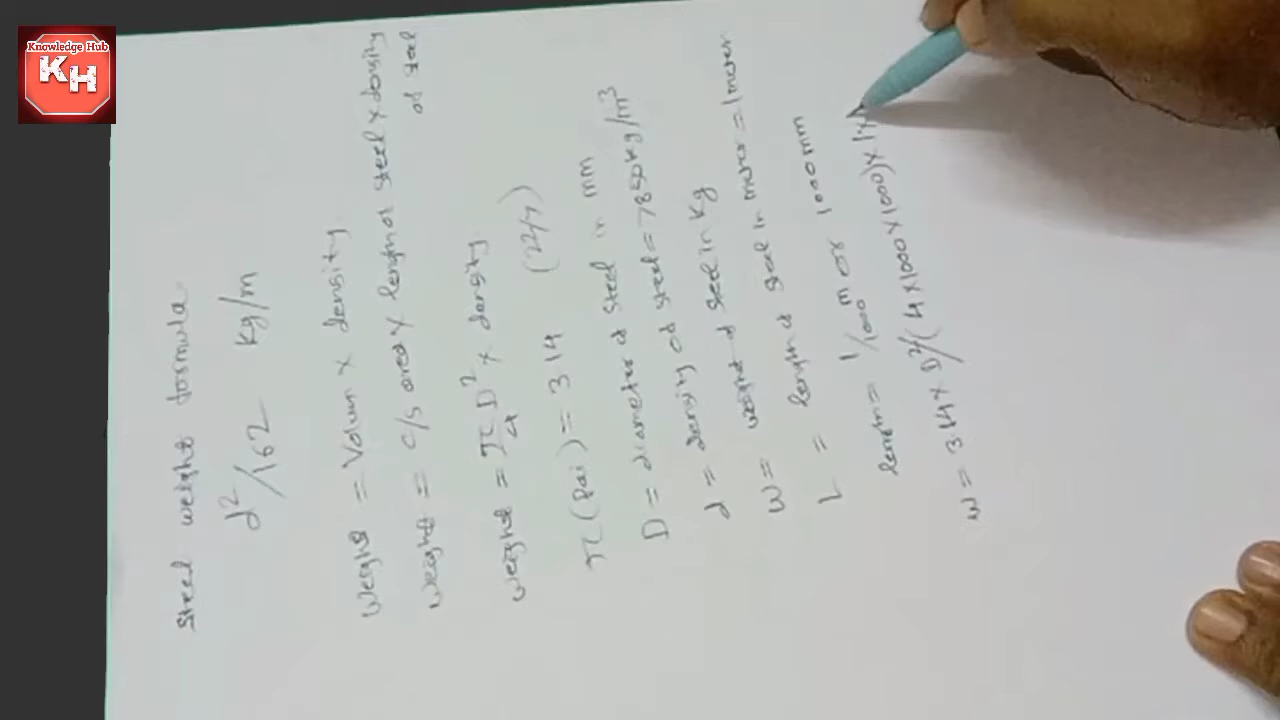 Knowledge Hub
KH
Steel weight formula
d²/162 kg/m
Weight = Volum x density
Weight = c/s area x length of steel x density of steel
Weight = πD²/4 x density
π (Pai) = 3 14 (22/7)
D = diameter of steel in mm
d = density of steel = 7850 kg/m³
W = weight of steel in kg
L = length of steel in meter = 1 meter
length = 1/1000 m or 1000 mm
W = 3.14 x D²/(4 x 1000 x 1000) x 1 x